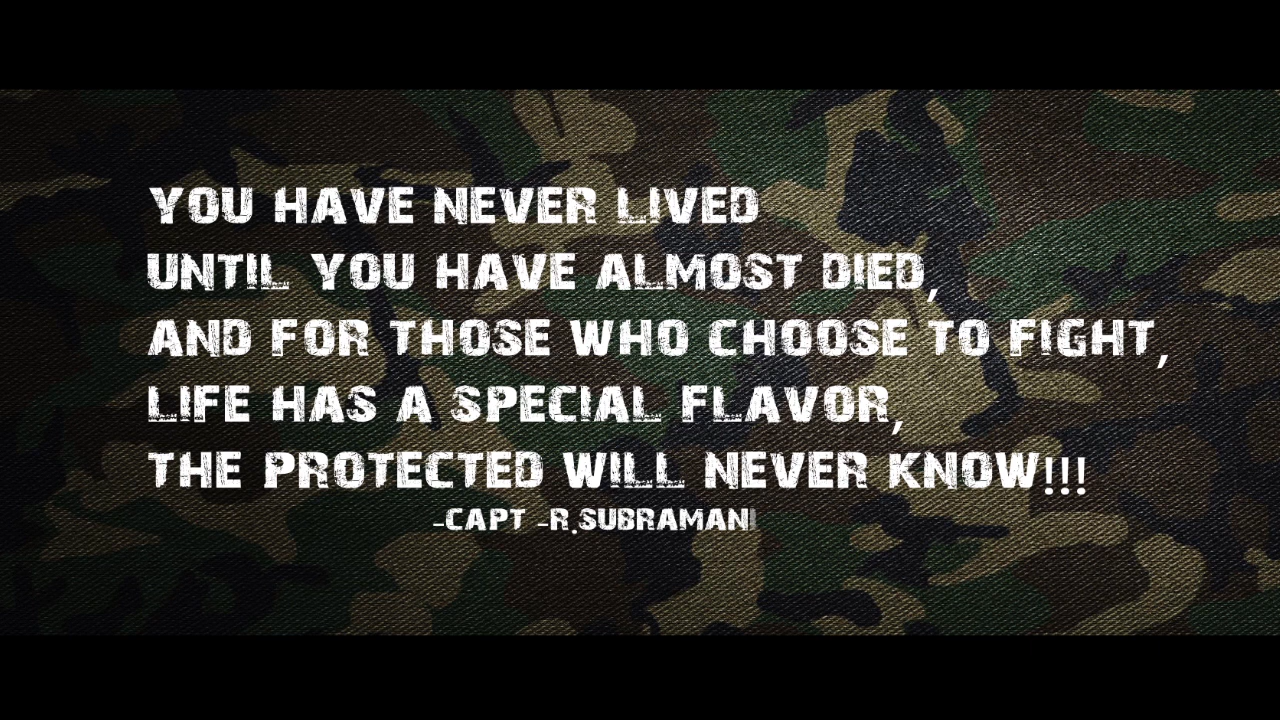 YOU HAVE NEVER LIVED
UNTIL YOU HAVE ALMOST DIED,
AND FOR THOSE WHO CHOOSE TO FIGHT,
LIFE HAS A SPECIAL FLAVOR,
THE PROTECTED WILL NEVER KNOW!!!
-CAPT -R.SUBRAMANI